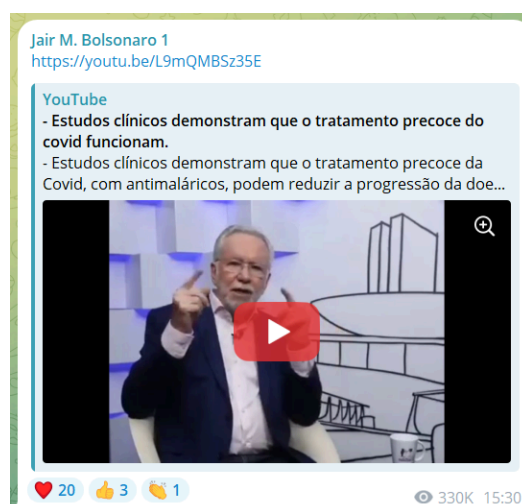 Jair M. Bolsonaro 1
https://youtu.be/L9mQMBSz35E
YouTube
- Estudos clínicos demonstram que o tratamento precoce do
covid funcionam.
- Estudos clínicos demonstram que o tratamento precoce da
Covid, com antimaláricos, podem reduzir a progressão da doe...
20 3 1
330K 15:30